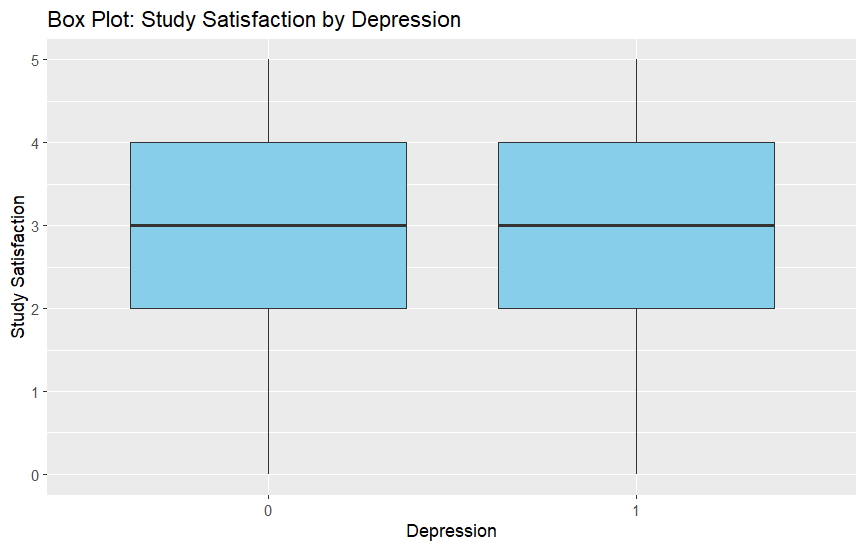 Box Plot: Study Satisfaction by Depression
Study Satisfaction
5
4
3
2
1
0
0 1
Depression